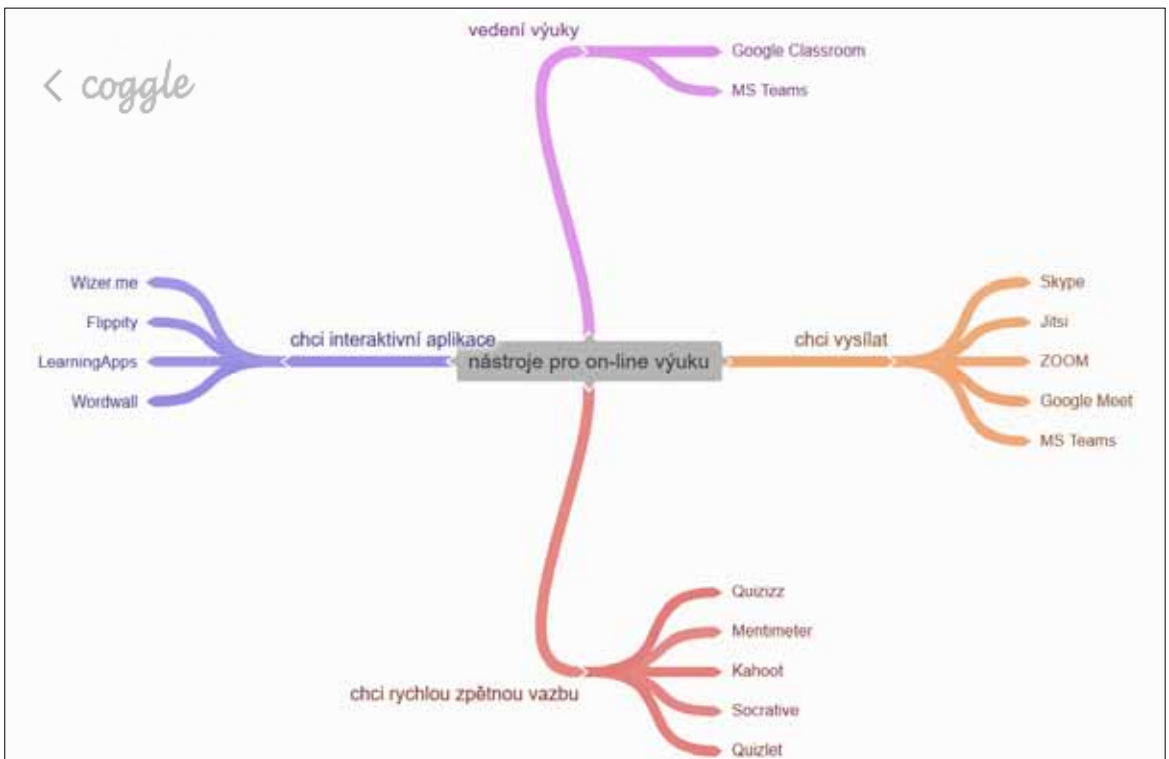 vedení výuky
Google Classroom
MS Teams
coggle
Wizer.me
Flippity
LearningApps
Wordwall
chci interaktivní aplikace
nástroje pro on-line výuku
chci vysílat
Skype
Jitsi
ZOOM
Google Meet
MS Teams
chci rychlou zpětnou vazbu
Quizizz
Mentimeter
Kahoot
Socrative
Quizlet